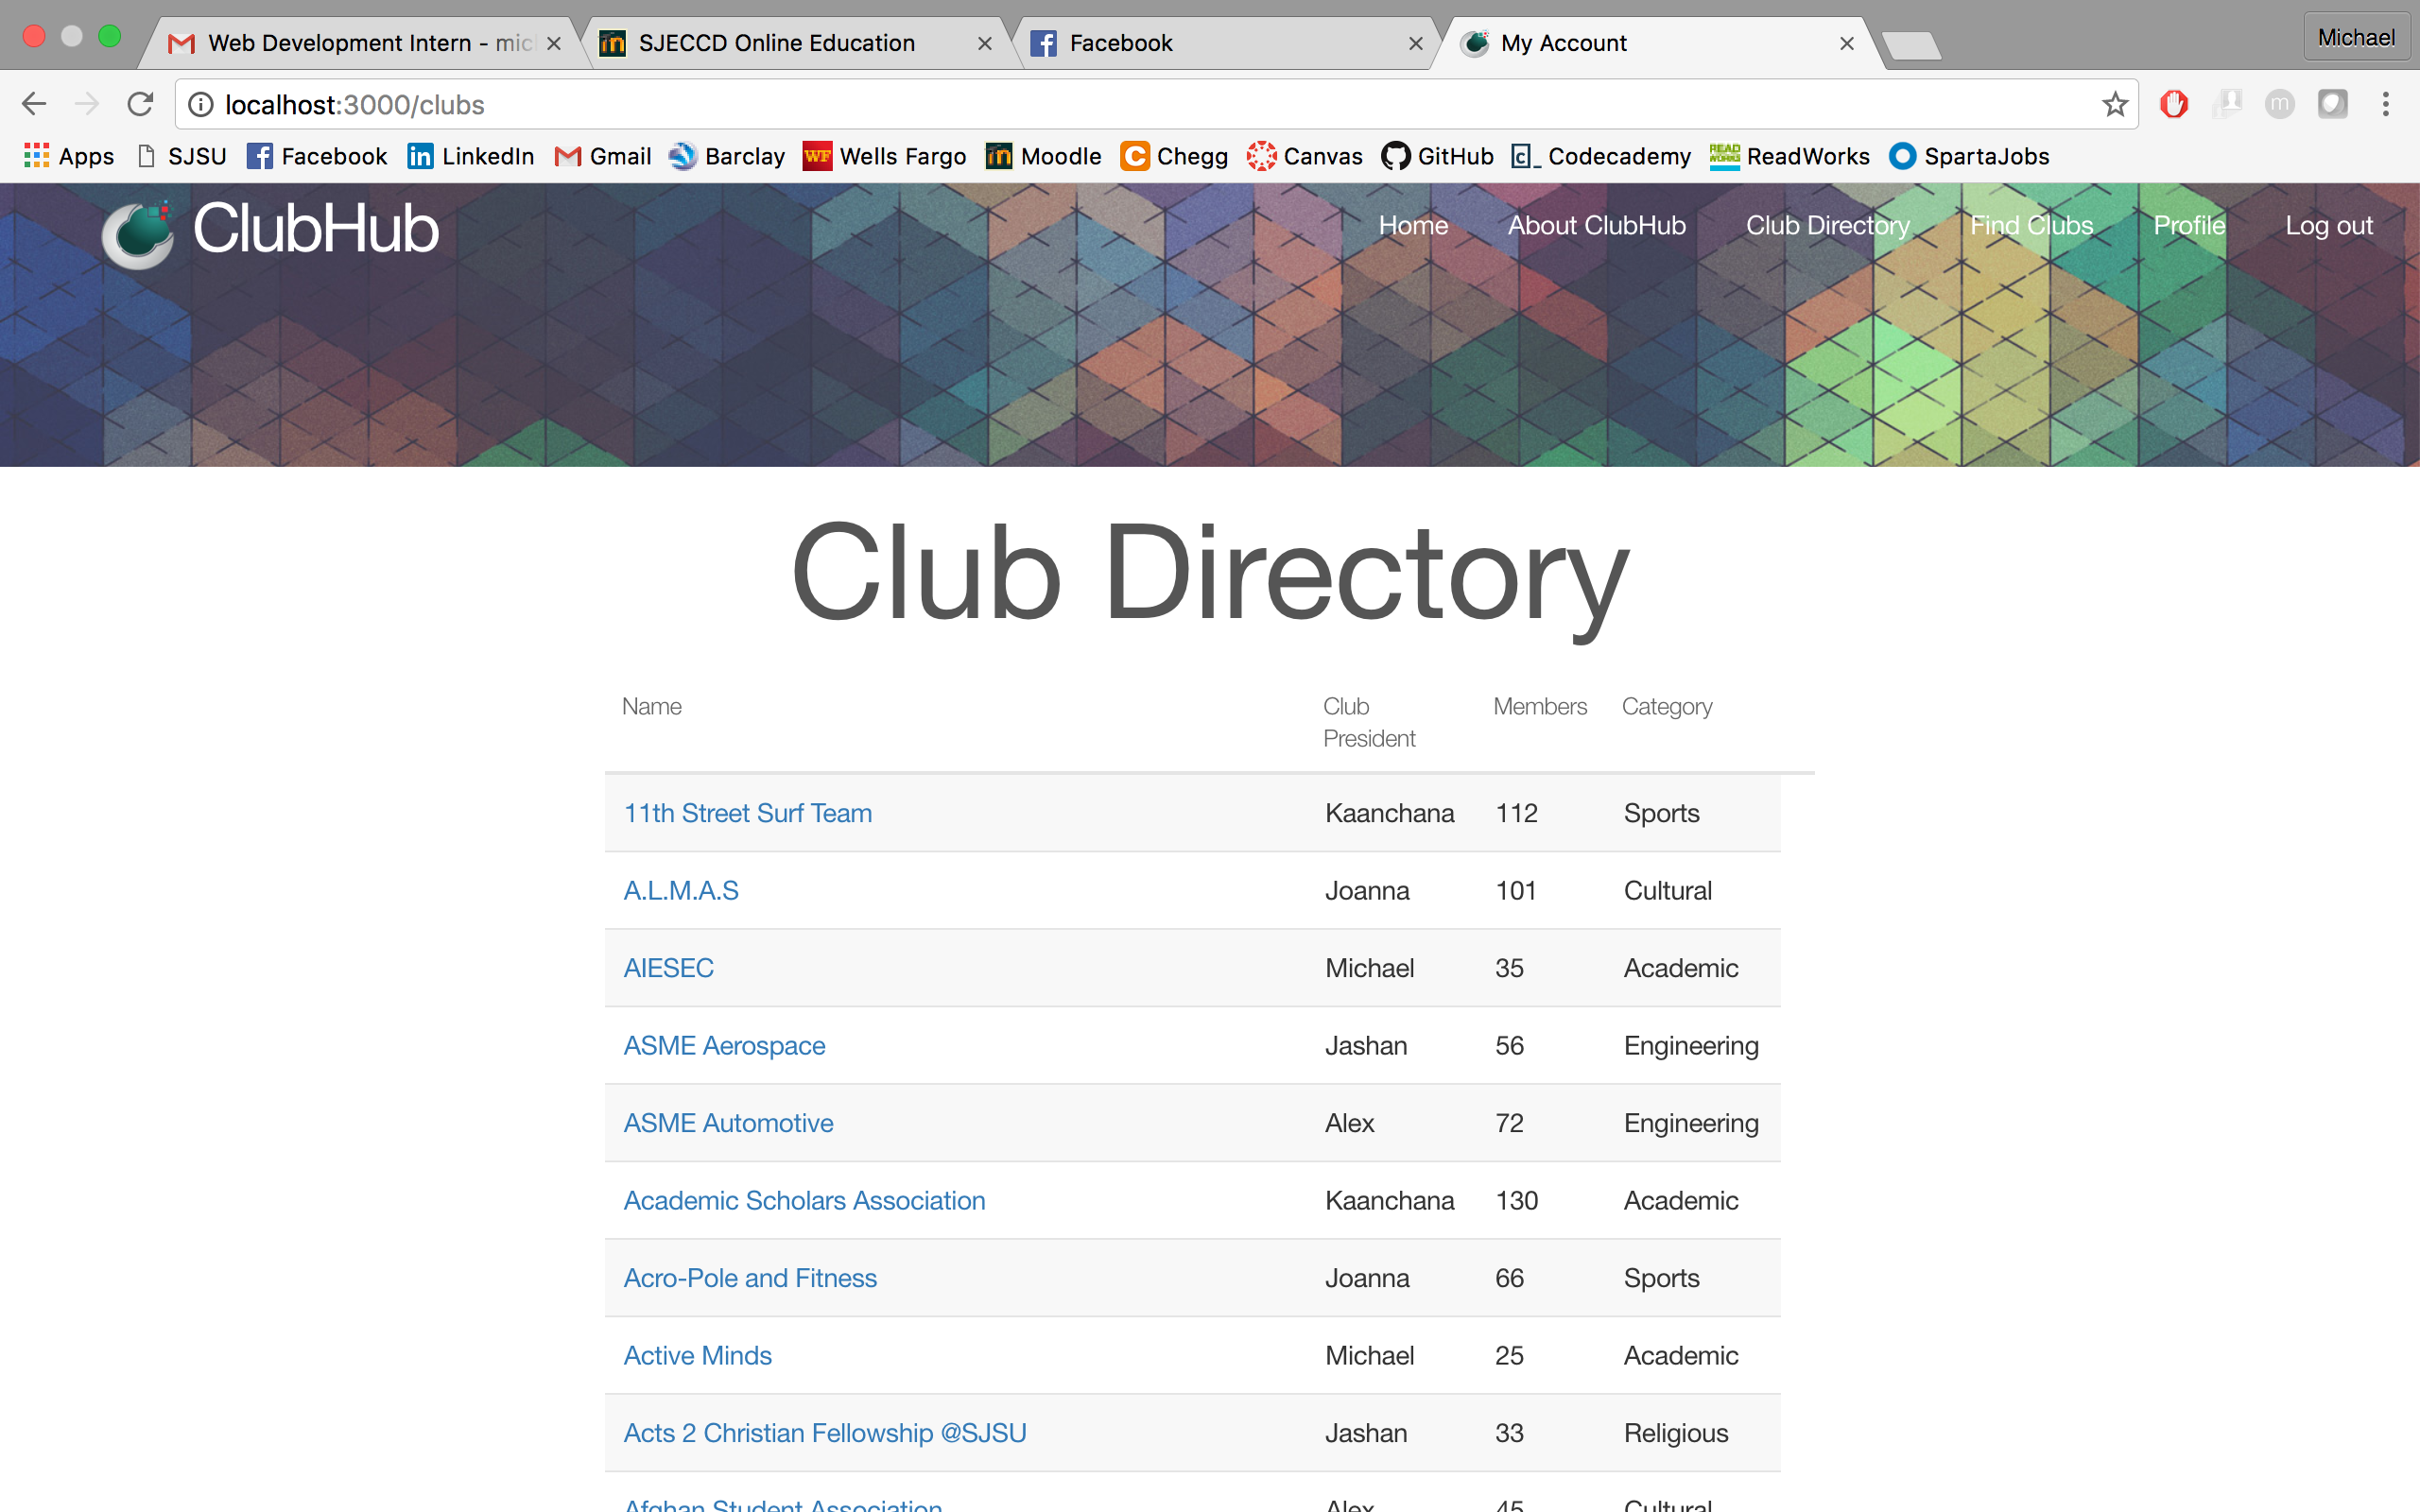 Web Development Intern - mic
SJECCD Online Education
Facebook
My Account
Michael
localhost:3000/clubs
Apps SJSU Facebook LinkedIn Gmail Barclay WF Wells Fargo Moodle Chegg Canvas GitHub Codecademy READ WORKS ReadWorks SpartaJobs
ClubHub
Home About ClubHub Club Directory Find Clubs Profile Log out
Club Directory
Name Club President Members Category
11th Street Surf Team Kaanchana 112 Sports
A.L.M.A.S Joanna 101 Cultural
AIESEC Michael 35 Academic
ASME Aerospace Jashan 56 Engineering
ASME Automotive Alex 72 Engineering
Academic Scholars Association Kaanchana 130 Academic
Acro-Pole and Fitness Joanna 66 Sports
Active Minds Michael 25 Academic
Acts 2 Christian Fellowship @SJSU Jashan 33 Religious
Afghan Student Association Alex 45 Cultural